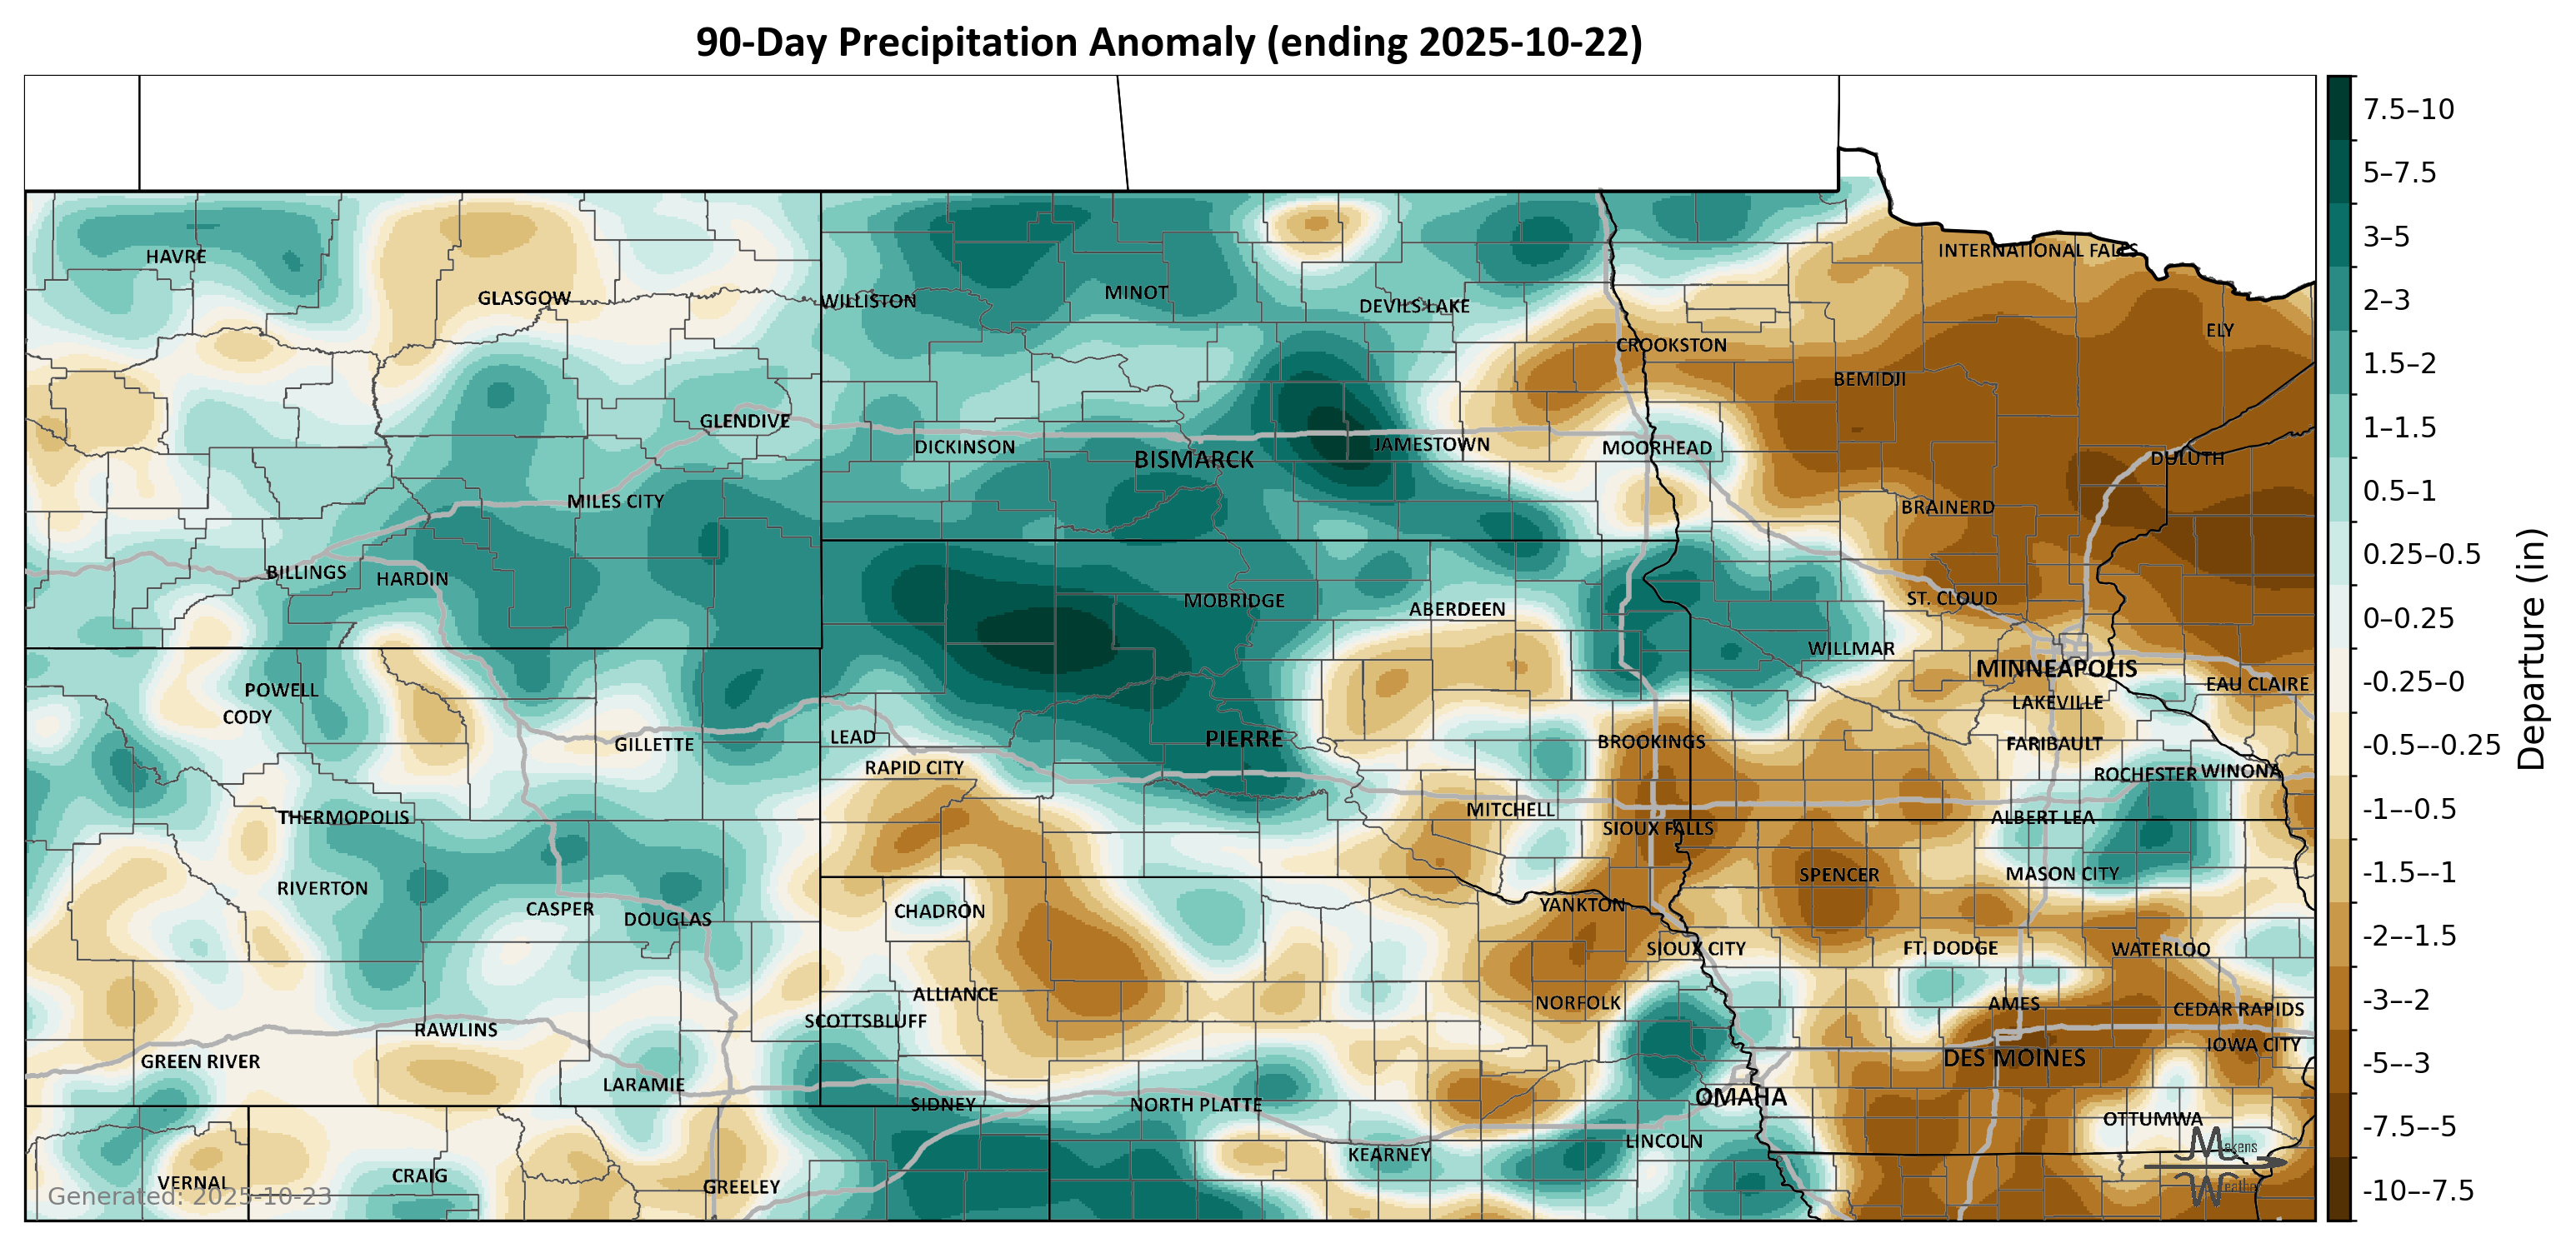 90-Day Precipitation Anomaly (ending 2025-10-22)
HAVRE
GLASGOW
WILLISTON
MINOT
DEVILS LAKE
INTERNATIONAL FALLS
CROOKSTON
ELY
BEMIDJI
GLENDIVE
DICKINSON
BISMARCK
JAMESTOWN
MOORHEAD
DULUTH
MILES CITY
BRAINERD
BILLINGS
HARDIN
MOBRIDGE
ABERDEEN
ST. CLOUD
WILLMAR
MINNEAPOLIS
POWELL
EAU CLAIRE
CODY
LAKEVILLE
GILLETTE
LEAD
PIERRE
BROOKINGS
FARIBAULT
RAPID CITY
ROCHESTER
WINONA
THERMOPOLIS
MITCHELL
ALBERT LEA
SIOUX FALLS
RIVERTON
SPENCER
MASON CITY
CASPER
DOUGLAS
CHADRON
YANKTON
SIOUX CITY
FT. DODGE
WATERLOO
ALLIANCE
NORFOLK
AMES
CEDAR RAPIDS
SCOTTSBLUFF
RAWLINS
IOWA CITY
GREEN RIVER
DES MOINES
LARAMIE
SIDNEY
NORTH PLATTE
OMAHA
OTTUMWA
LINCOLN
KEARNEY
VERNAL
CRAIG
GREELEY
Generated: 2025-10-23
Makens
Weather
7.5–10
5–7.5
3–5
2–3
1.5–2
1–1.5
0.5–1
0.25–0.5
0–0.25
-0.25–0
-0.5–-0.25
-1–-0.5
-1.5–-1
-2–-1.5
-3–-2
-5–-3
-7.5–-5
-10–-7.5
Departure (in)